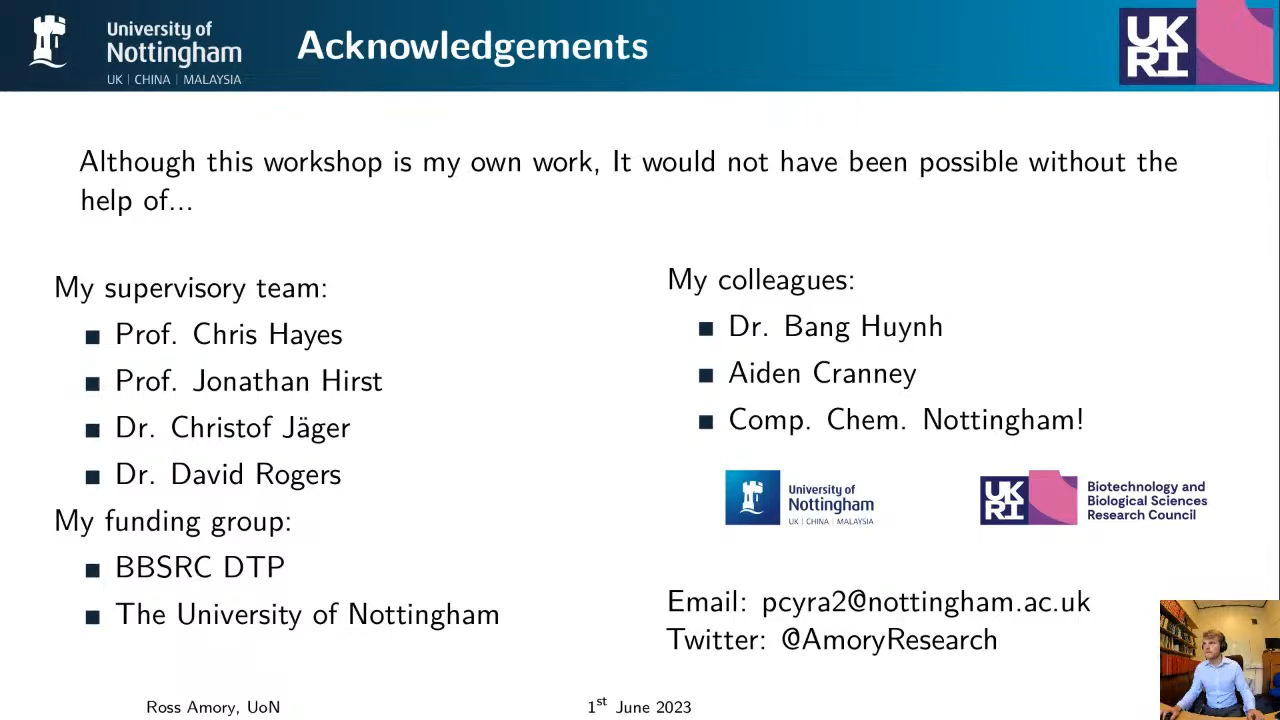 University of
Nottingham
UK | CHINA | MALAYSIA
Acknowledgements
UK
RI
Although this workshop is my own work, It would not have been possible without the
help of...
My supervisory team:
Prof. Chris Hayes
Prof. Jonathan Hirst
Dr. Christof Jäger
Dr. David Rogers
My funding group:
BBSRC DTP
The University of Nottingham
My colleagues:
Dr. Bang Huynh
Aiden Cranney
Comp. Chem. Nottingham!
University of
Nottingham
UK | CHINA | MALAYSIA
UK
RI
Biotechnology and
Biological Sciences
Research Council
Email: pcyra2@nottingham.ac.uk
Twitter: @AmoryResearch
Ross Amory, UoN
1st June 2023